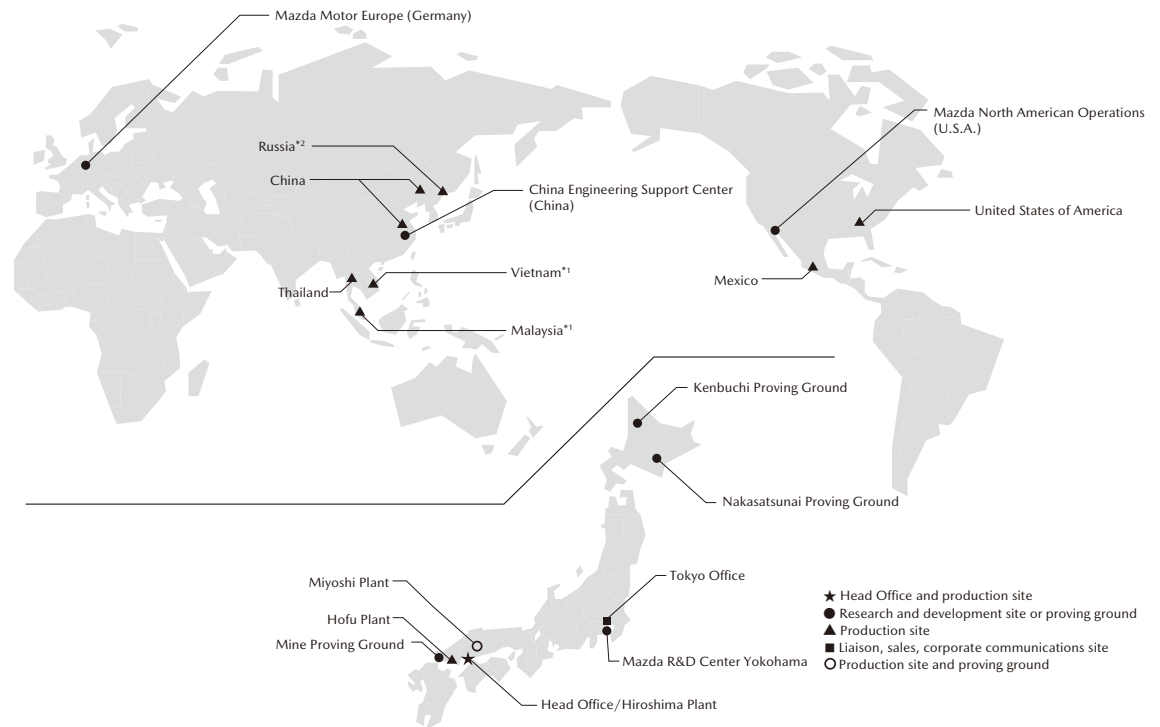 Mazda Motor Europe (Germany)
Mazda North American Operations
(U.S.A.)
Russia*2
China
China Engineering Support Center
(China)
United States of America
Vietnam*1
Mexico
Thailand
Malaysia*1
Kenbuchi Proving Ground
Nakasatsunai Proving Ground
Tokyo Office
Miyoshi Plant
Hofu Plant
Mine Proving Ground
Mazda R&D Center Yokohama
Head Office/Hiroshima Plant
★ Head Office and production site
● Research and development site or proving ground
▲ Production site
■ Liaison, sales, corporate communications site
○ Production site and proving ground